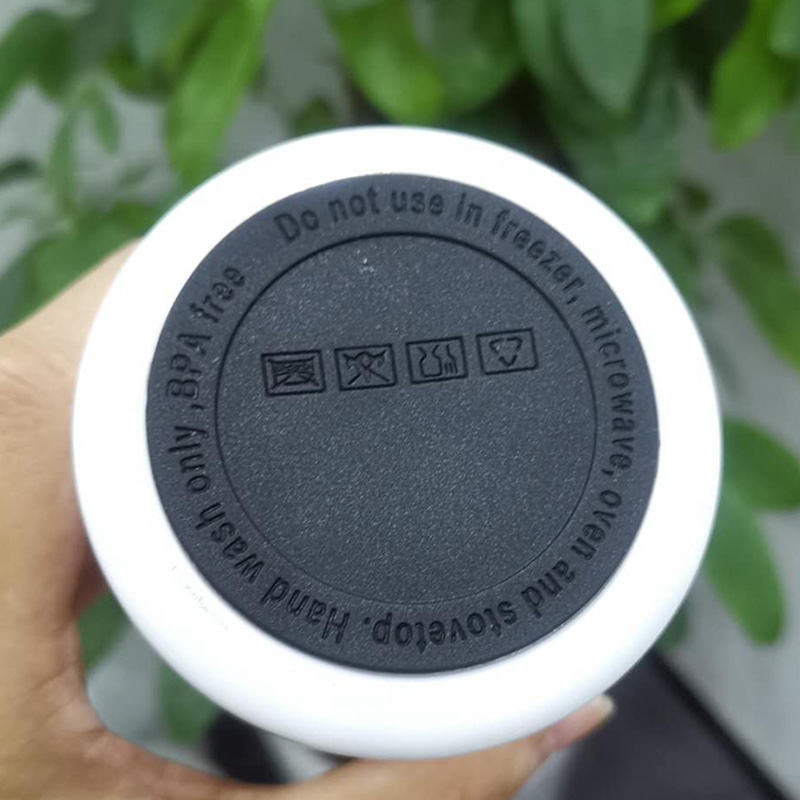 Do not use in freezer, microwave, oven and stovetop. Hand wash only ,BPA free